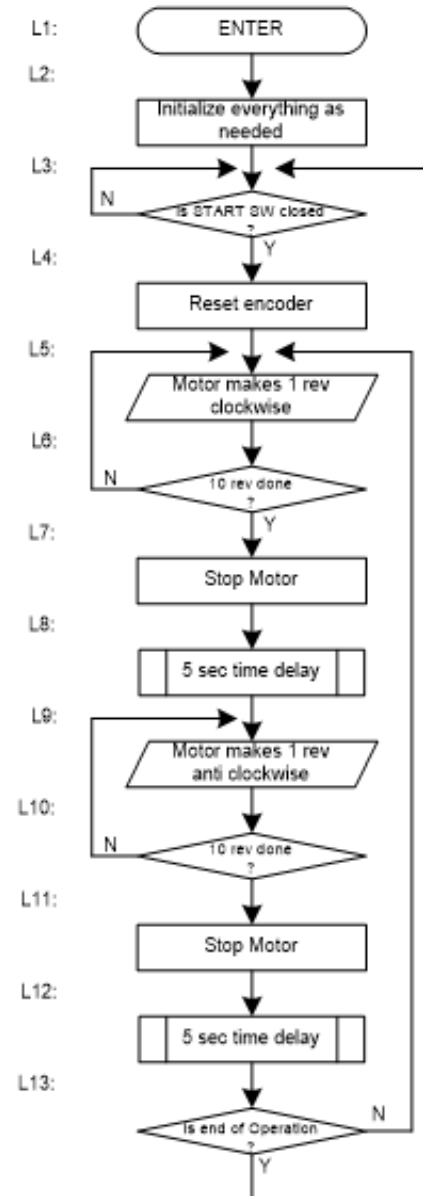 L1:
ENTER
L2:
Initialize everything as
needed
L3:
N
Is START SW closed
?
Y
L4:
Reset encoder
L5:
Motor makes 1 rev
clockwise
L6:
N
10 rev done
?
Y
L7:
Stop Motor
L8:
5 sec time delay
L9:
Motor makes 1 rev
anti clockwise
L10:
N
10 rev done
?
L11:
Stop Motor
L12:
5 sec time delay
L13:
N
Is end of Operation
?
Y